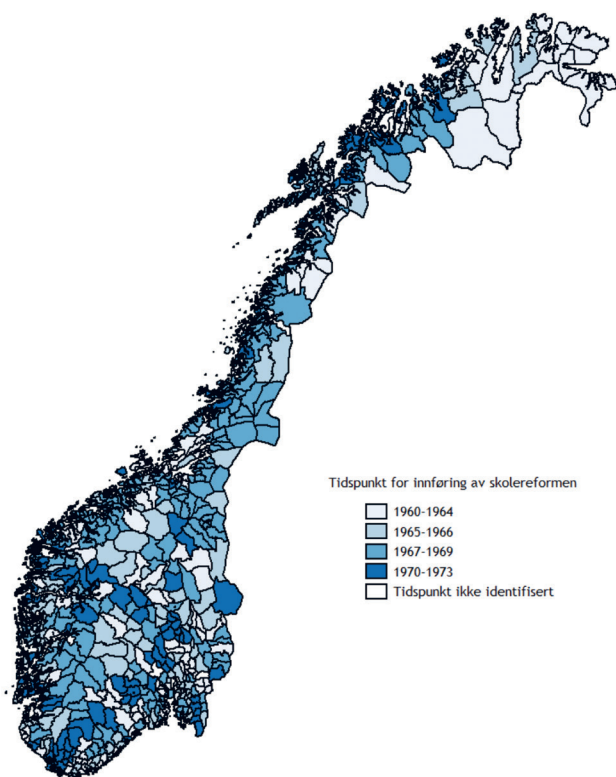 Tidspunkt for innføring av skolereformen
1960-1964
1965-1966
1967-1969
1970-1973
Tidspunkt ikke identifisert